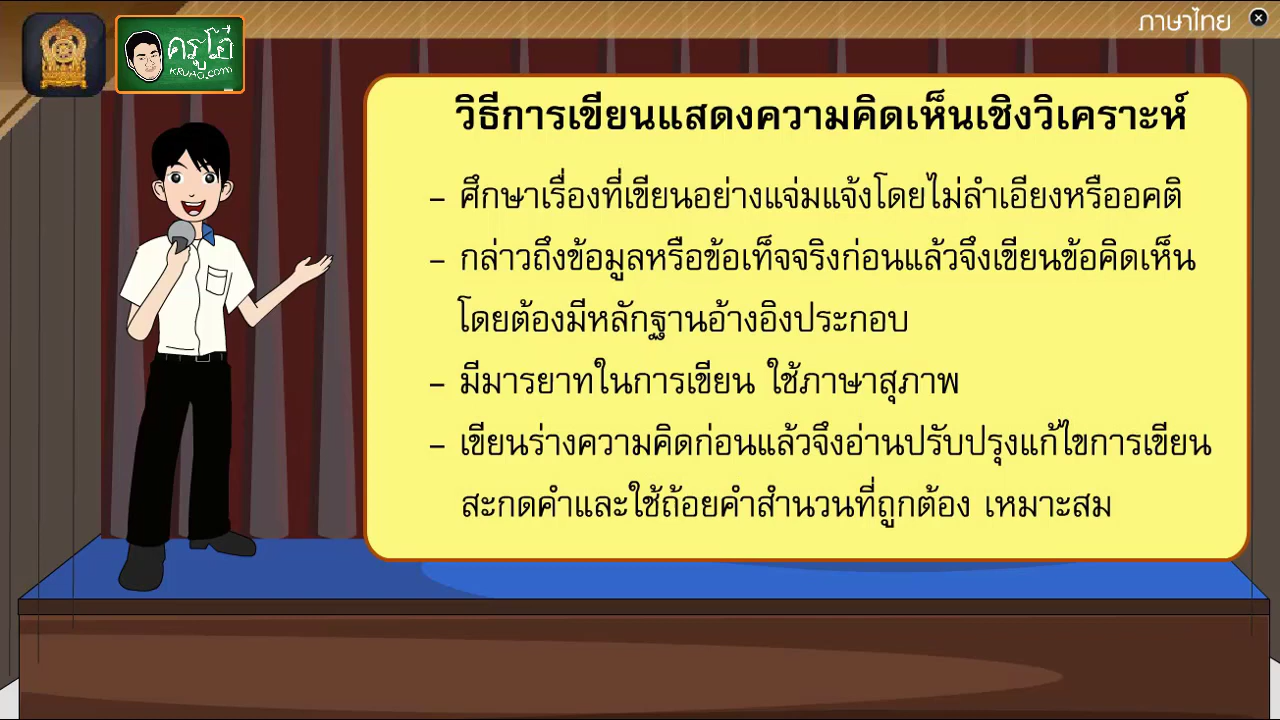 ภาษาไทย
ครูโอ๋
KRUAO.COM
วิธีการเขียนแสดงความคิดเห็นเชิงวิเคราะห์
– ศึกษาเรื่องที่เขียนอย่างแจ่มแจ้งโดยไม่ลำเอียงหรืออคติ
– กล่าวถึงข้อมูลหรือข้อเท็จจริงก่อนแล้วจึงเขียนข้อคิดเห็น
โดยต้องมีหลักฐานอ้างอิงประกอบ
– มีมารยาทในการเขียน ใช้ภาษาสุภาพ
– เขียนร่างความคิดก่อนแล้วจึงอ่านปรับปรุงแก้ไขการเขียน
สะกดคำและใช้ถ้อยคำสำนวนที่ถูกต้อง เหมาะสม